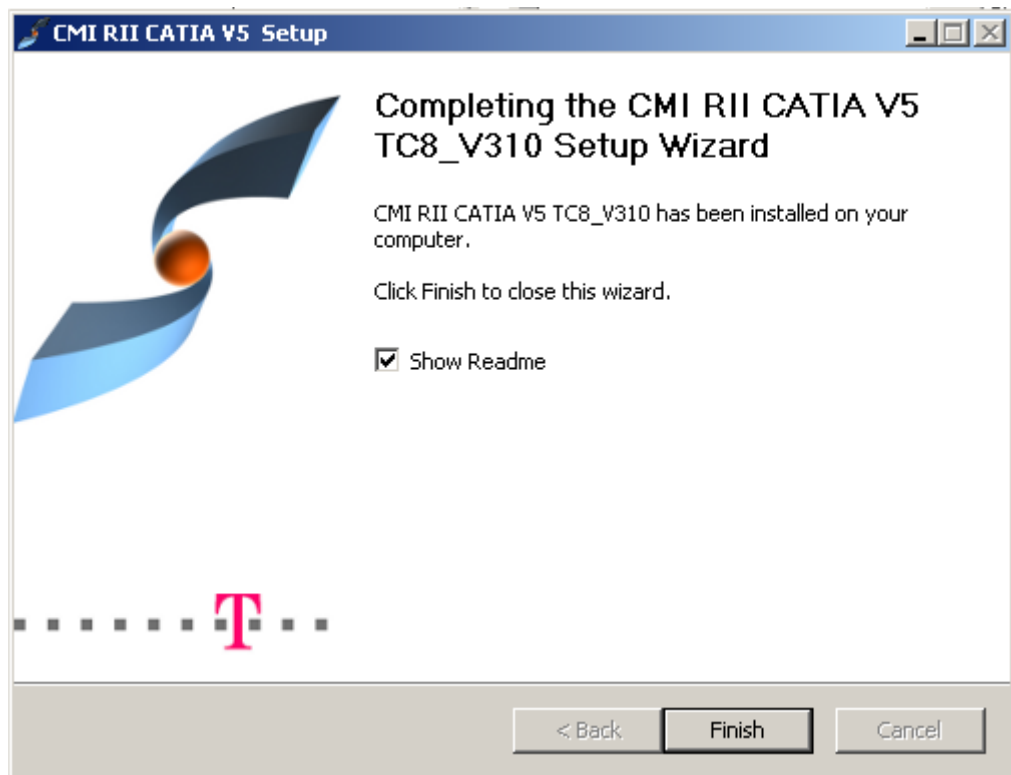 CMI RII CATIA V5  Setup
Completing the CMI RII CATIA V5
TC8_V310 Setup Wizard
CMI RII CATIA V5 TC8_V310 has been installed on your
computer.
Click Finish to close this wizard.
Show Readme
T
< Back
Finish
Cancel